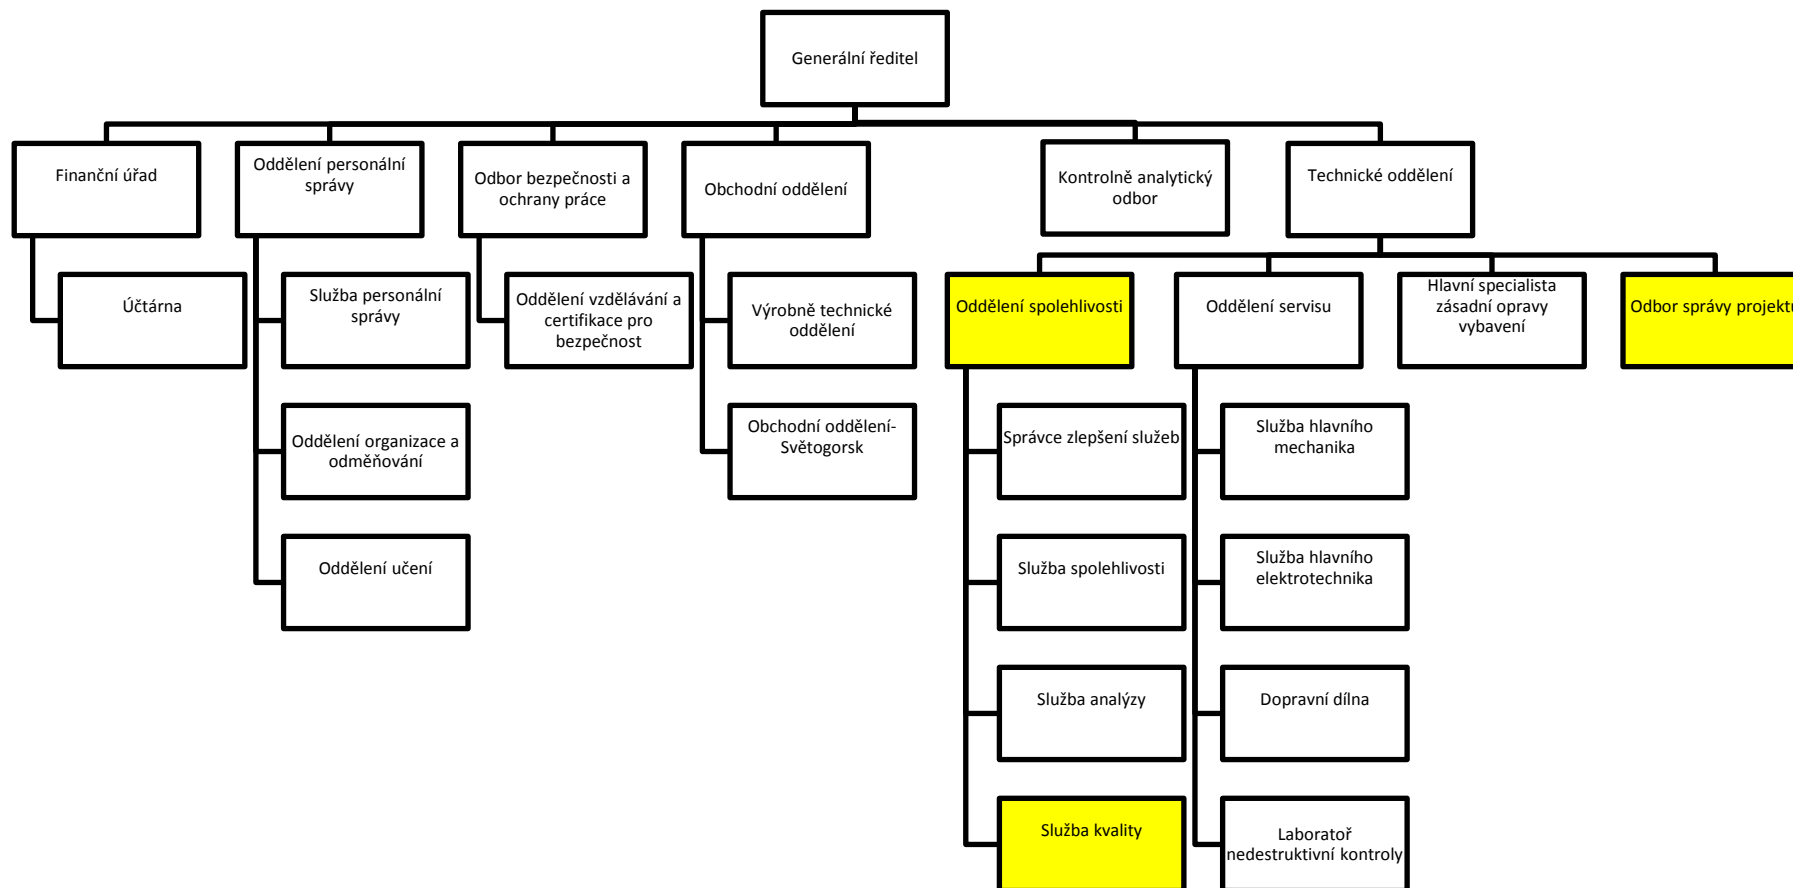 Generální ředitel
Finanční úřad
Oddělení personální
správy
Odbor bezpečnosti a
ochrany práce
Obchodní oddělení
Kontrolně analytický
odbor
Technické oddělení
Účtárna
Služba personální
správy
Oddělení vzdělávání a
certifikace pro
bezpečnost
Výrobně technické
oddělení
Oddělení spolehlivosti
Oddělení servisu
Hlavní specialista
zásadní opravy
vybavení
Odbor správy projektu
Oddělení organizace a
odměňování
Obchodní oddělení-
Světogorsk
Správce zlepšení služeb
Služba hlavního
mechanika
Oddělení učení
Služba spolehlivosti
Služba hlavního
elektrotechnika
Služba analýzy
Dopravní dílna
Služba kvality
Laboratoř
nedestruktivní kontroly